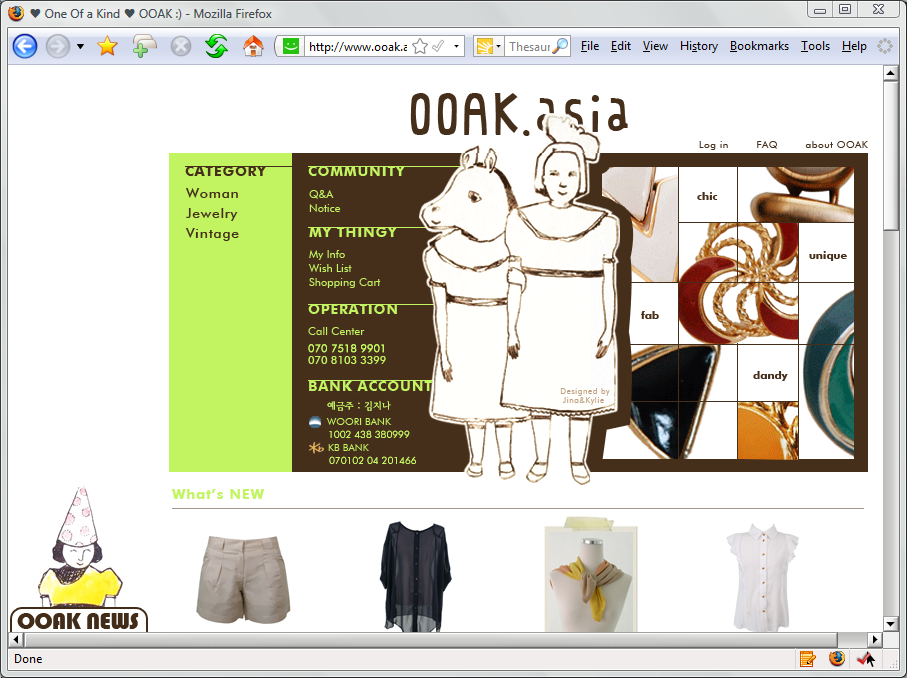 ♥ One Of a Kind ♥ OOAK :) - Mozilla Firefox
http://www.ooak.a
Thesaur
File Edit View History Bookmarks Tools Help
OOAK.asia
Log in FAQ about OOAK
CATEGORY
Woman
Jewelry
Vintage
COMMUNITY
Q&A
Notice
MY THINGY
My Info
Wish List
Shopping Cart
OPERATION
Call Center
070 7518 9901
070 8103 3399
BANK ACCOUNT
예금주 : 김지나
WOORI BANK
1002 438 380999
KB BANK
070102 04 201466
Designed by
Jino&Kylie
chic
unique
fab
dandy
What's NEW
OOAK NEWS
Done